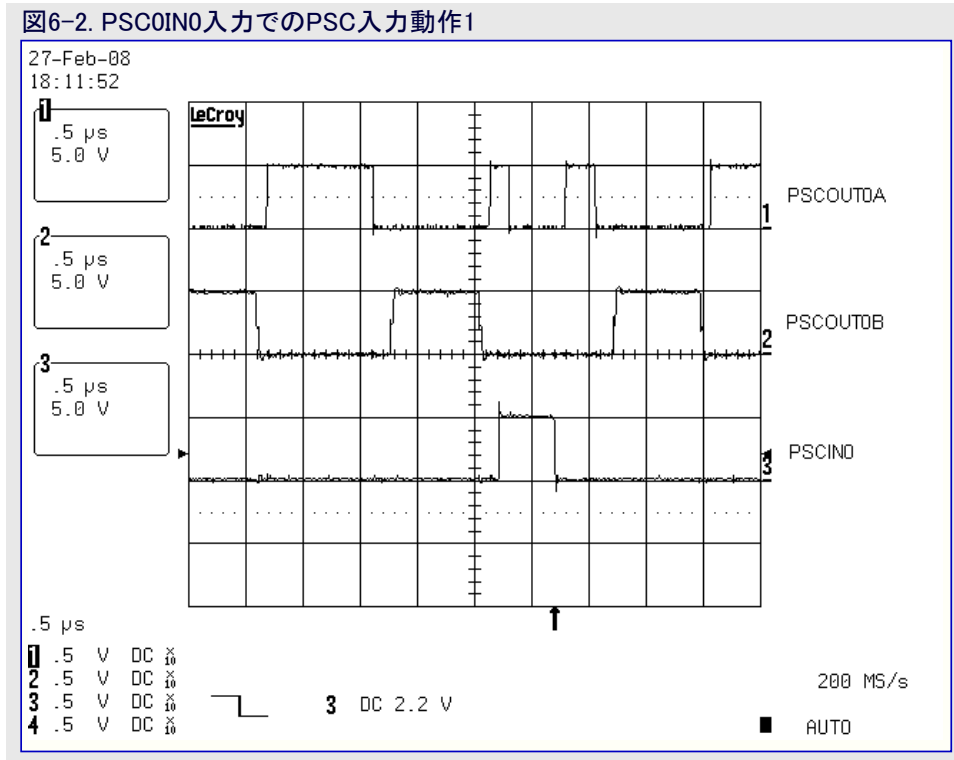 図6-2. PSC0IN0入力でのPSC入力動作1
27-Feb-08
18:11:52
1
.5 µs
5.0 V
LeCroy
PSCOUT0A
1
2
.5 µs
5.0 V
PSCOUT0B
2
3
.5 µs
5.0 V
PSCIN0
3
.5 µs
1 .5 V DC X10
2 .5 V DC X10
3 .5 V DC X10
4 .5 V DC X10
3 DC 2.2 V
200 MS/s
AUTO